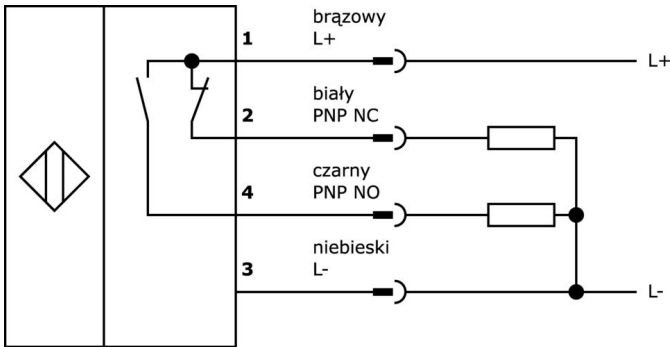 brązowy
1 L+
L+
biały
2 PNP NC
czarny
4 PNP NO
niebieski
3 L-
L-